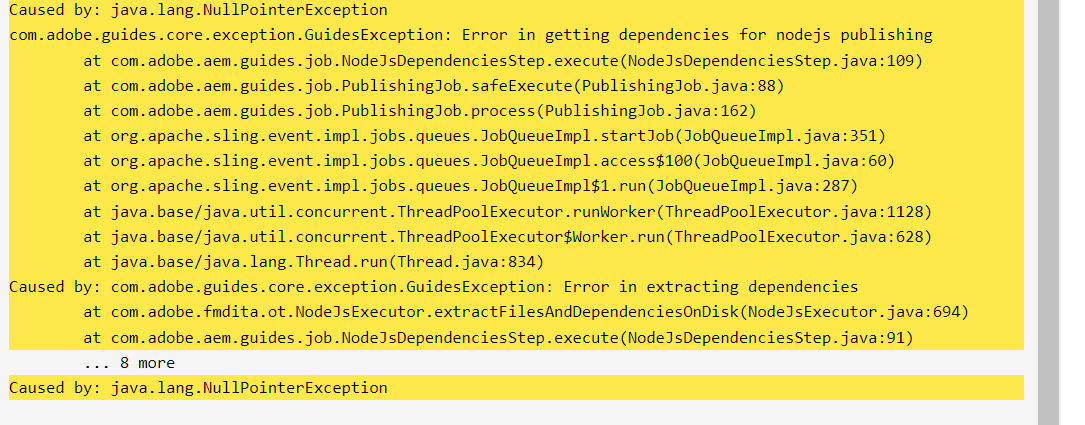 Caused by: java.lang.NullPointerException
com.adobe.guides.core.exception.GuidesException: Error in getting dependencies for nodejs publishing
at com.adobe.aem.guides.job.NodeJsDependenciesStep.execute(NodeJsDependenciesStep.java:109)
at com.adobe.aem.guides.job.PublishingJob.safeExecute(PublishingJob.java:88)
at com.adobe.aem.guides.job.PublishingJob.process(PublishingJob.java:162)
at org.apache.sling.event.impl.jobs.queues.JobQueueImpl.startJob(JobQueueImpl.java:351)
at org.apache.sling.event.impl.jobs.queues.JobQueueImpl.access$100(JobQueueImpl.java:60)
at org.apache.sling.event.impl.jobs.queues.JobQueueImpl$1.run(JobQueueImpl.java:287)
at java.base/java.util.concurrent.ThreadPoolExecutor.runWorker(ThreadPoolExecutor.java:1128)
at java.base/java.util.concurrent.ThreadPoolExecutor$Worker.run(ThreadPoolExecutor.java:628)
at java.base/java.lang.Thread.run(Thread.java:834)
Caused by: com.adobe.guides.core.exception.GuidesException: Error in extracting dependencies
at com.adobe.fmdita.ot.NodeJsExecutor.extractFilesAndDependenciesOnDisk(NodeJsExecutor.java:694)
at com.adobe.aem.guides.job.NodeJsDependenciesStep.execute(NodeJsDependenciesStep.java:91)
... 8 more
Caused by: java.lang.NullPointerException